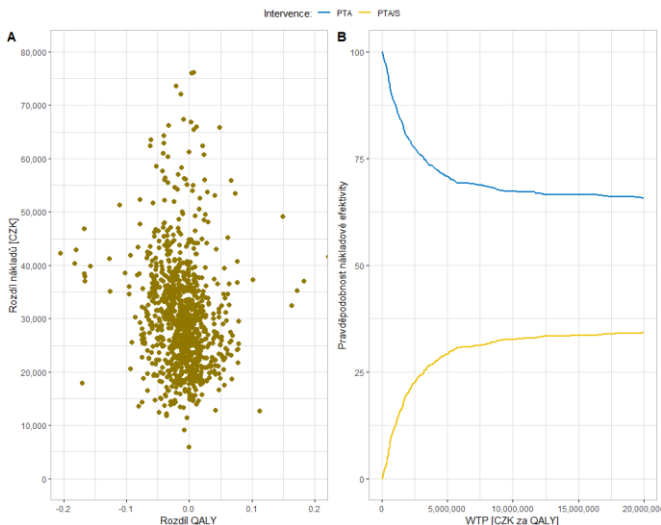 Intervence: PTA PTA/S
A
B
80,000
70,000
60,000
50,000
40,000
30,000
20,000
10,000
0
Rozdíl nákladů [CZK]
-0.2 -0.1 0.0 0.1 0.2
Rozdíl QALY
100
75
50
25
0
Pravděpodobnost nákladové efektivity
0 5,000,000 10,000,000 15,000,000 20,000,00
WTP [CZK za QALY]